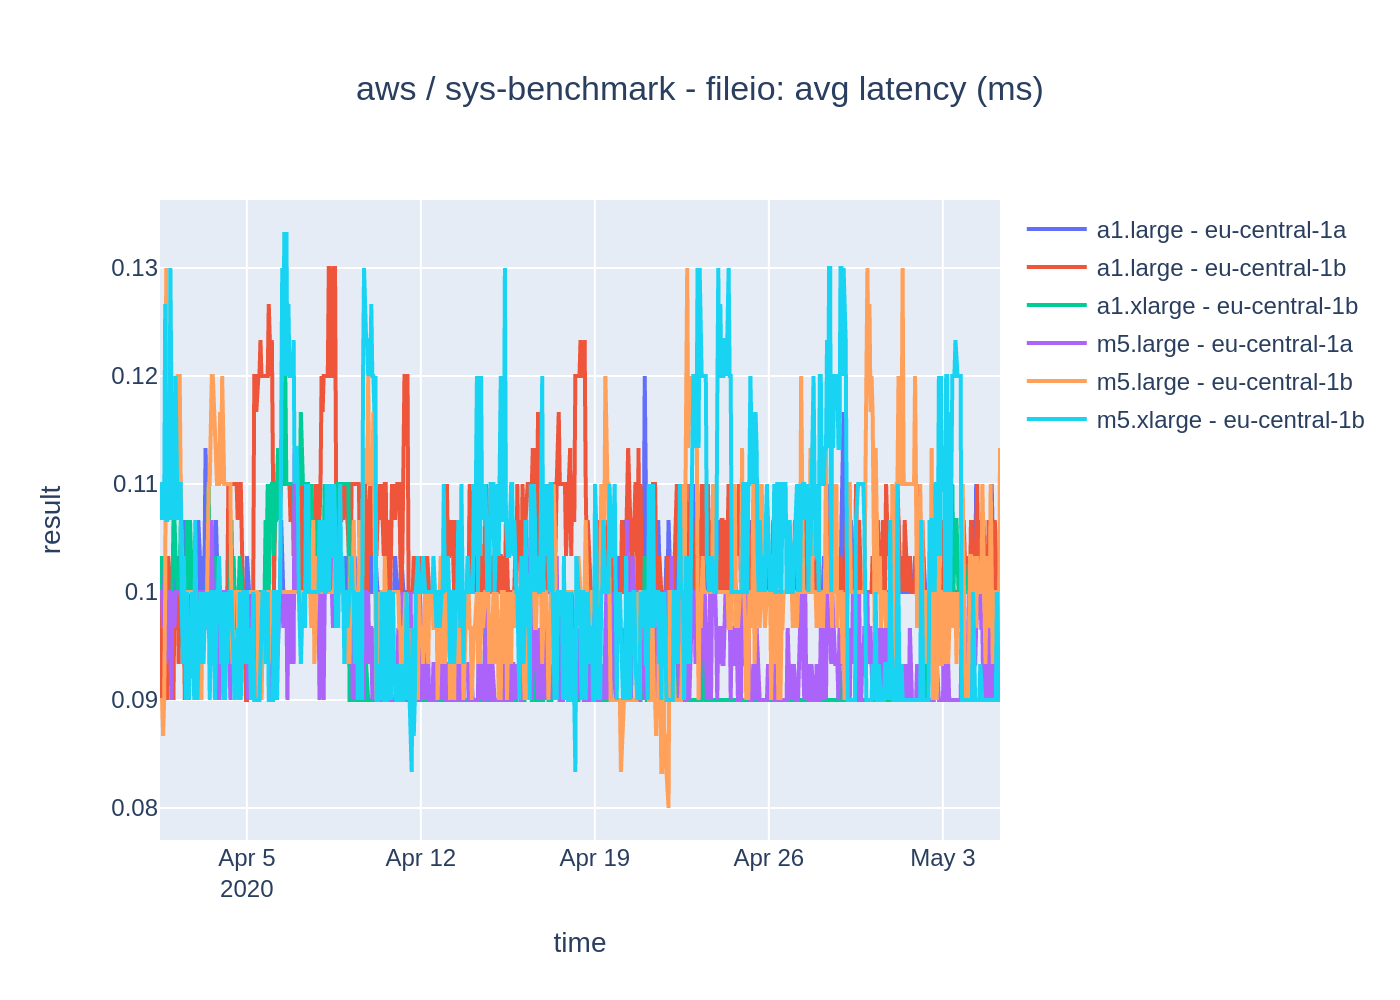 aws / sys-benchmark - fileio: avg latency (ms)
0.13
0.12
0.11
0.1
0.09
0.08
result
Apr 5
2020
Apr 12
Apr 19
Apr 26
May 3
time
a1.large - eu-central-1a
a1.large - eu-central-1b
a1.xlarge - eu-central-1b
m5.large - eu-central-1a
m5.large - eu-central-1b
m5.xlarge - eu-central-1b